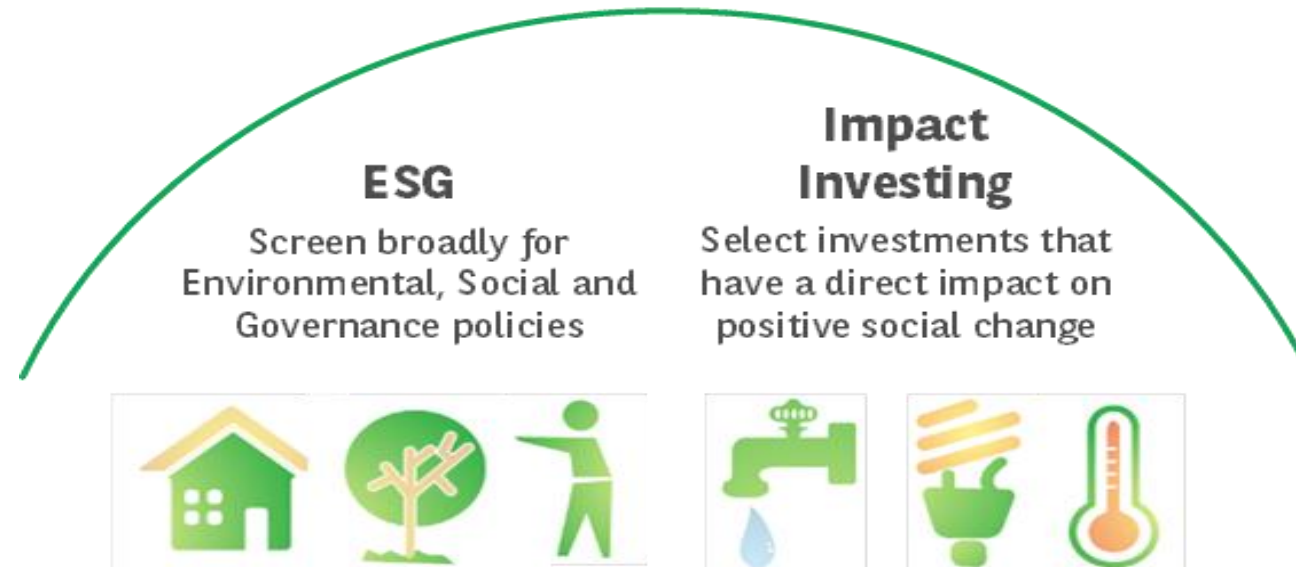 ESG
Screen broadly for
Environmental, Social and
Governance policies
Impact
Investing
Select investments that
have a direct impact on
positive social change